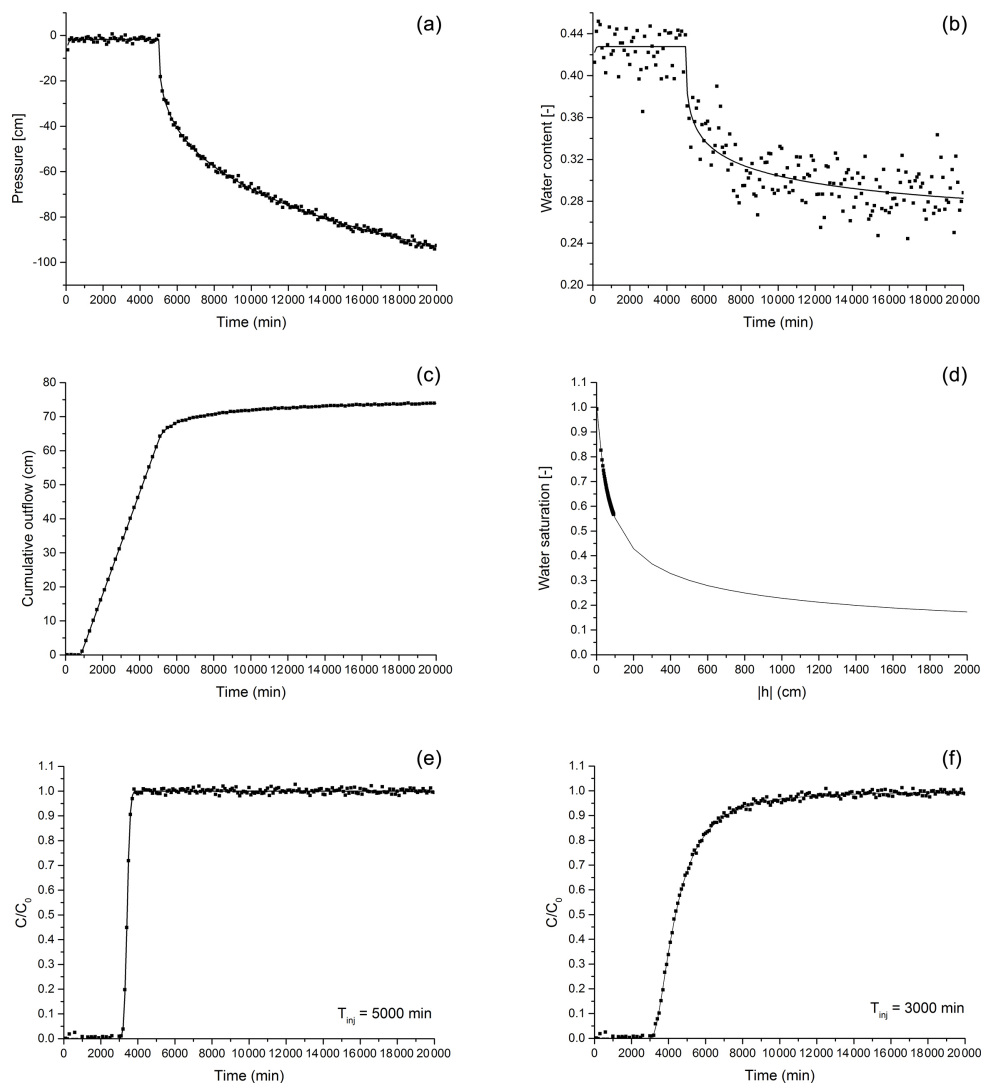 (a)
0
-20
-40
-60
-80
-100
Pressure [cm]
0 2000 4000 6000 8000 10000 12000 14000 16000 18000 20000
Time (min)
(b)
0.44
0.40
0.36
0.32
0.28
0.24
0.20
Water content [-]
0 2000 4000 6000 8000 10000 12000 14000 16000 18000 20000
Time (min)
(c)
80
70
60
50
40
30
20
10
0
Cumulative outflow (cm)
0 2000 4000 6000 8000 10000 12000 14000 16000 18000 20000
Time (min)
(d)
1.1
1.0
0.9
0.8
0.7
0.6
0.5
0.4
0.3
0.2
0.1
0.0
Water saturation [-]
0 200 400 600 800 1000 1200 1400 1600 1800 2000
|h| (cm)
(e)
1.1
1.0
0.9
0.8
0.7
0.6
0.5
0.4
0.3
0.2
0.1
0.0
C/C0
Tinj = 5000 min
0 2000 4000 6000 8000 10000 12000 14000 16000 18000 20000
Time (min)
(f)
1.1
1.0
0.9
0.8
0.7
0.6
0.5
0.4
0.3
0.2
0.1
0.0
C/C0
Tinj = 3000 min
0 2000 4000 6000 8000 10000 12000 14000 16000 18000 20000
Time (min)